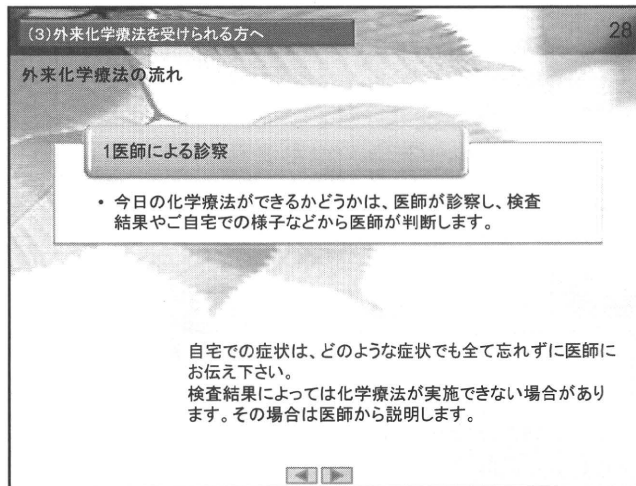 (3)外来化学療法を受けられる方へ
28
外来化学療法の流れ
1医師による診察
・ 今日の化学療法ができるかどうかは、医師が診察し、検査
結果やご自宅での様子などから医師が判断します。
自宅での症状は、どのような症状でも全て忘れずに医師に
お伝え下さい。
検査結果によっては化学療法が実施できない場合があり
ます。その場合は医師から説明します。